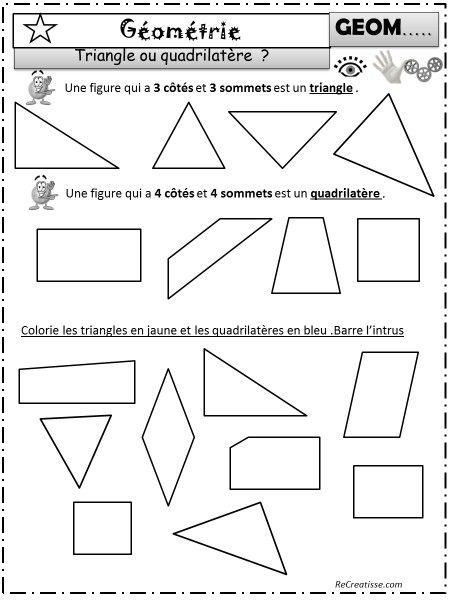 Géométrie
GEOM.....
Triangle ou quadrilatère ?
Une figure qui a 3 côtés et 3 sommets est un triangle .
Une figure qui a 4 côtés et 4 sommets est un quadrilatère .
Colorie les triangles en jaune et les quadrilatères en bleu .Barre l’intrus
ReCreatisse.com